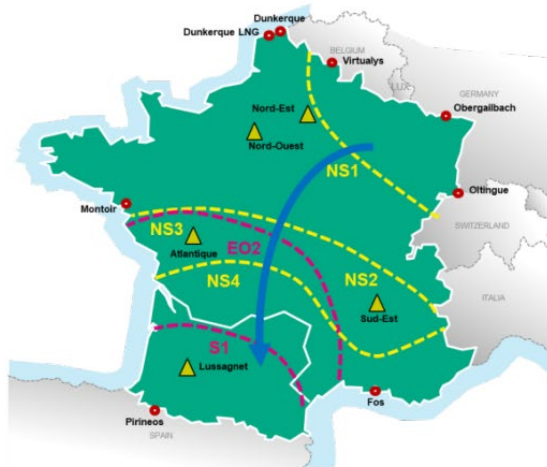 Dunkerque
Dunkerque LNG
BELGIUM
Virtualys
LUX
GERMANY
Nord-Est
Obergailbach
Nord-Ouest
NS1
Oltingue
Montoir
SWITZERLAND
NS3
EO2
Atlantique
NS4
NS2
ITALIA
Sud-Est
S1
Lussagnet
Fos
Pirineos
SPAIN